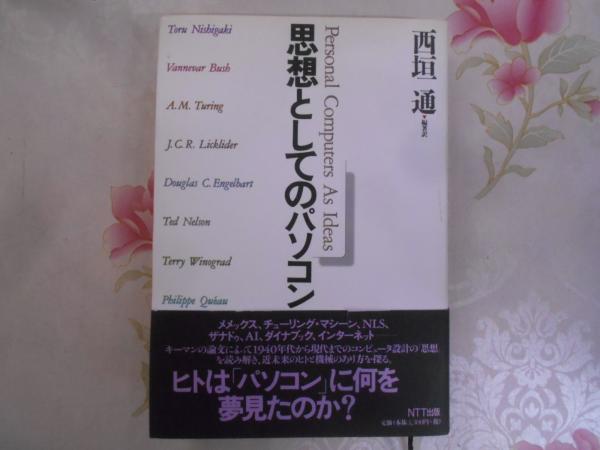 西垣 通・編著訳
思想としてのパソコン
Personal Computers As Ideas
Toru Nishigaki
Vannevar Bush
A.M. Turing
J.C.R. Licklider
Douglas C. Engelbart
Ted Nelson
Terry Winograd
Philippe Quéau
メメックス、チューリング・マシーン、NLS、
ザナドゥ、AI、ダイナブック、インターネット
キーマンの論文によって1940年代から現代までのコンピュータ設計の「思想」
を読み解き、近未来のヒトと機械のあり方を探る。
ヒトは「パソコン」に何を
夢見たのか?
NTT出版